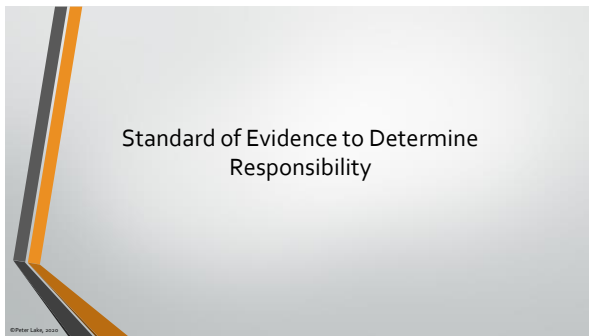 Standard of Evidence to Determine
Responsibility
©Peter Lake, 2020